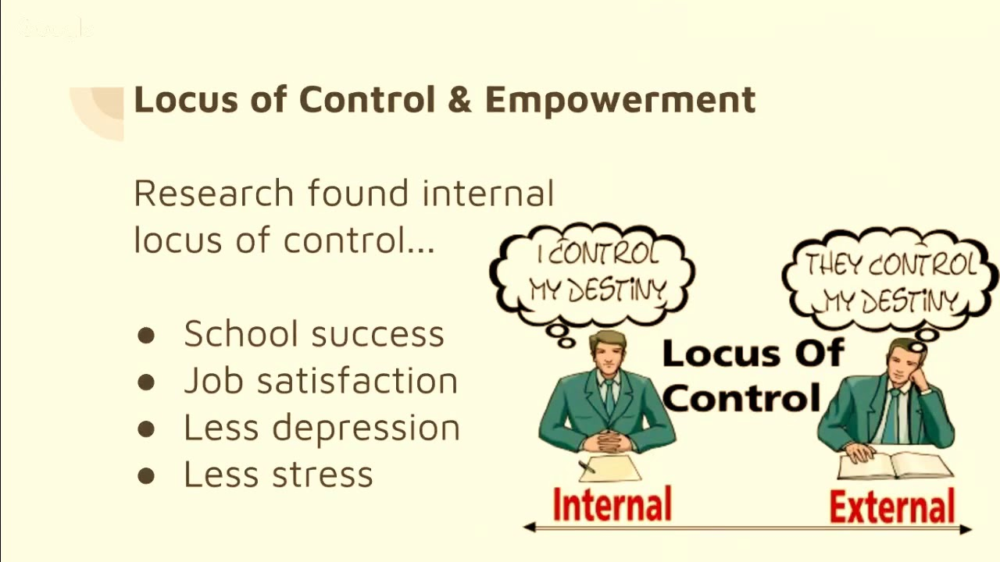 Locus of Control & Empowerment
Research found internal
locus of control...
● School success
● Job satisfaction
● Less depression
● Less stress
I CONTROL
MY DESTINY
THEY CONTROL
MY DESTINY
Locus Of
Control
Internal
External